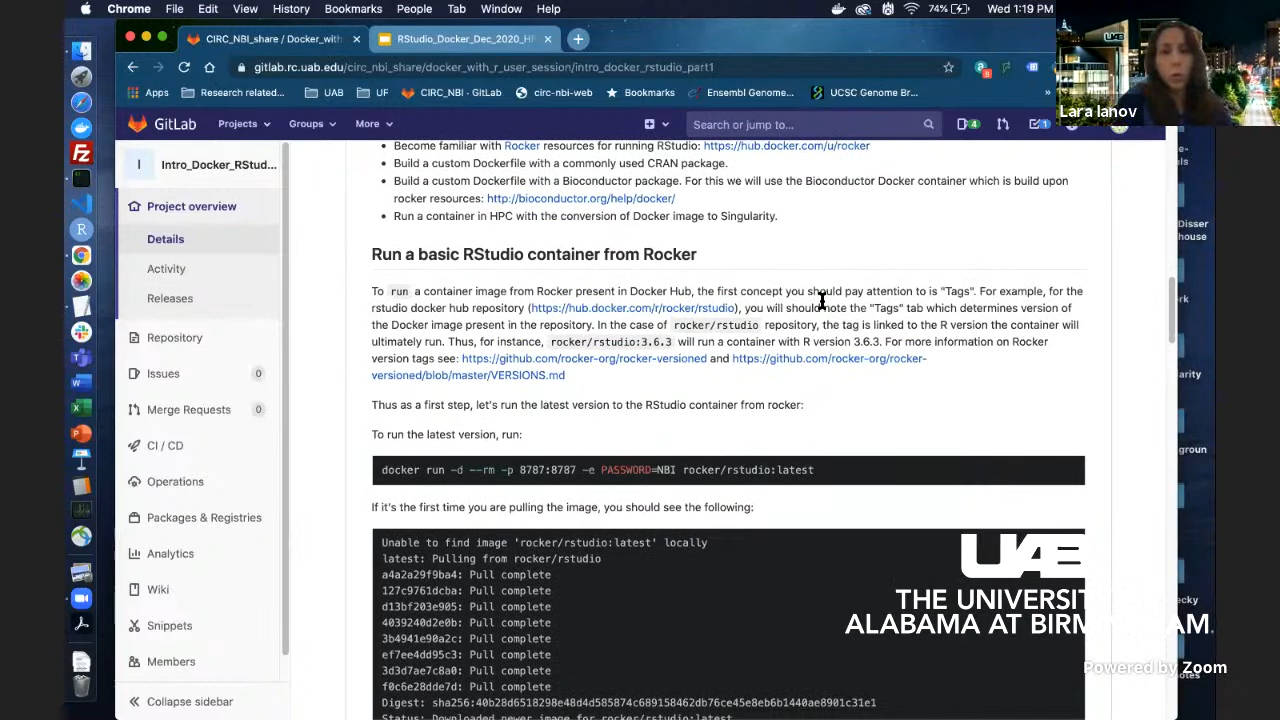 Chrome File Edit View History Bookmarks People Tab Window Help 74% Wed 1:19 PM
CIRC_NBI_share / Docker_with × RStudio_Docker_Dec_2020_H ×
gitlab.rc.uab.edu/circ_nbi_share/docker_with_r_user_session/intro_docker_rstudio_part1
Apps Research related... UAB UF CIRC_NBI · GitLab circ-nbi-web Bookmarks Ensembl Genome... UCSC Genome Br... »
UAB
Lara Ianov
GitLab Projects Groups More Search or jump to... 4 1
Intro_Docker_RStud...
Project overview
Details
Activity
Releases
Repository
Issues 0
Merge Requests 0
CI / CD
Operations
Packages & Registries
Analytics
Wiki
Snippets
Members
Collapse sidebar
• Become familiar with Rocker resources for running RStudio: https://hub.docker.com/u/rocker
• Build a custom Dockerfile with a commonly used CRAN package.
• Build a custom Dockerfile with a Bioconductor package. For this we will use the Bioconductor Docker container which is build upon
rocker resources: http://bioconductor.org/help/docker/
• Run a container in HPC with the conversion of Docker image to Singularity.
Run a basic RStudio container from Rocker
To run a container image from Rocker present in Docker Hub, the first concept you should pay attention to is "Tags". For example, for the
rstudio docker hub repository (https://hub.docker.com/r/rocker/rstudio), you will should note the "Tags" tab which determines version of
the Docker image present in the repository. In the case of rocker/rstudio repository, the tag is linked to the R version the container will
ultimately run. Thus, for instance, rocker/rstudio:3.6.3 will run a container with R version 3.6.3. For more information on Rocker
version tags see: https://github.com/rocker-org/rocker-versioned and https://github.com/rocker-org/rocker-
versioned/blob/master/VERSIONS.md
Thus as a first step, let's run the latest version to the RStudio container from rocker:
To run the latest version, run:
docker run -d --rm -p 8787:8787 -e PASSWORD=NBI rocker/rstudio:latest
If it's the first time you are pulling the image, you should see the following:
Unable to find image 'rocker/rstudio:latest' locally
latest: Pulling from rocker/rstudio
a4a2a29f9ba4: Pull complete
127c9761dcba: Pull complete
d13bf203e905: Pull complete
4039240d2e0b: Pull complete
3b4941e90a2c: Pull complete
ef7ee4dd95c3: Pull complete
3d3d7ae7c8a0: Pull complete
f0c6e28dde7d: Pull complete
Digest: sha256:40b28d6518298e48d4d585874c689158462db76ce45e8eb6b1440ae8901c31e1
Status: Downloaded newer image for rocker/rstudio:latest
Disser
house
UAB
THE UNIVERSITY OF
ALABAMA AT BIRMINGHAM.
Powered by Zoom